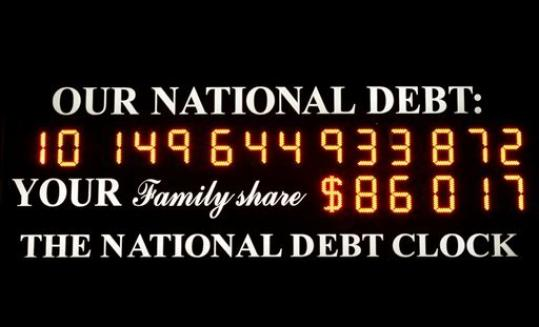 OUR NATIONAL DEBT:
10 149 644 933 872
YOUR Family share $86 017
THE NATIONAL DEBT CLOCK